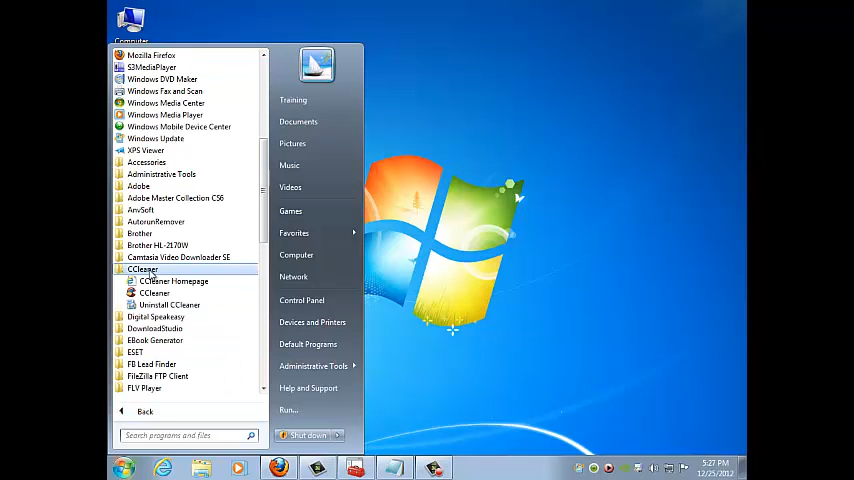 Computer
Mozilla Firefox
S3MediaPlayer
Windows DVD Maker
Windows Fax and Scan
Windows Media Center
Windows Media Player
Windows Mobile Device Center
Windows Update
XPS Viewer
Accessories
Administrative Tools
Adobe
Adobe Master Collection CS6
AnvSoft
AutorunRemover
Brother
Brother HL-2170W
Camtasia Video Downloader SE
CCleaner
CCleaner Homepage
CCleaner
Uninstall CCleaner
Digital Speakeasy
DownloadStudio
EBook Generator
ESET
FB Lead Finder
FileZilla FTP Client
FLV Player
Back
Search programs and files
Training
Documents
Pictures
Music
Videos
Games
Favorites
Computer
Network
Control Panel
Devices and Printers
Default Programs
Administrative Tools
Help and Support
Run...
Shut down
5:27 PM
12/25/2012